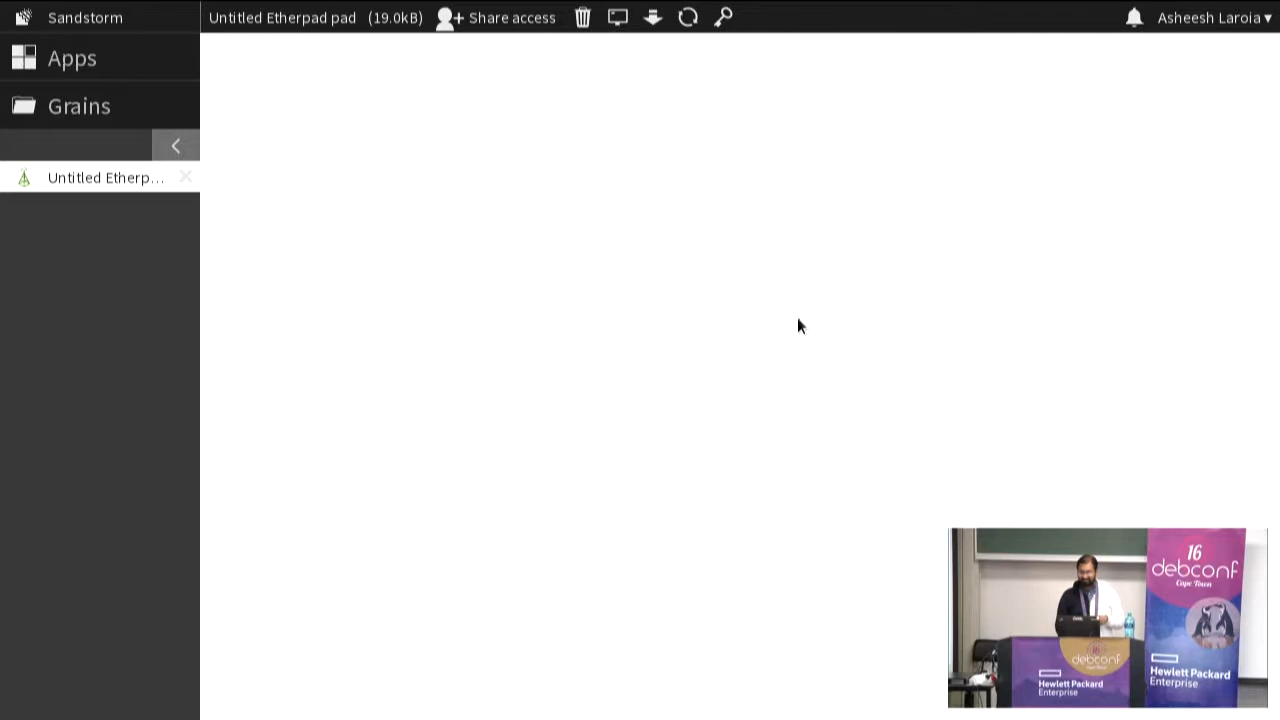 Sandstorm
Untitled Etherpad pad (19.0kB) Share access
Asheesh Laroia ▾
Apps
Grains
Untitled Etherp…
16
debconf
Cape Town
Hewlett Packard
Enterprise
16
debconf
Hewlett Packard
Enterprise